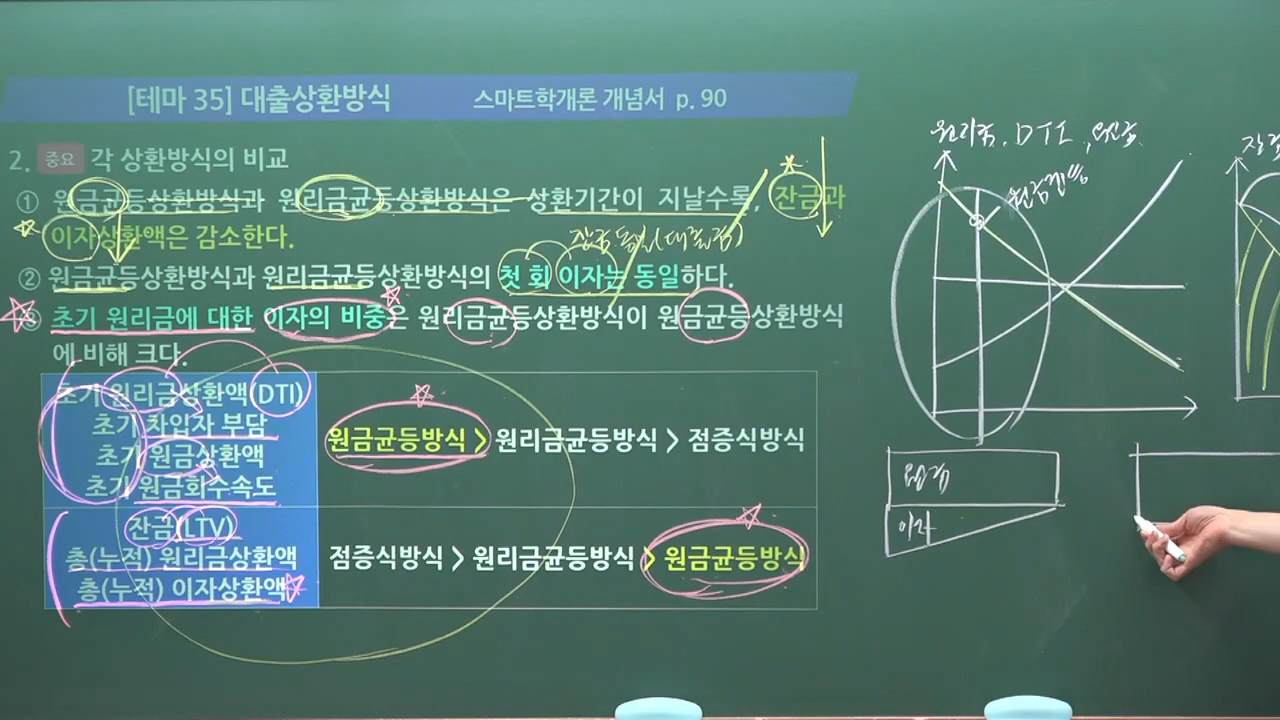 [테마 35] 대출상환방식 스마트학개론 개념서 p. 90
2. 중요 각 상환방식의 비교
① 원금균등상환방식과 원리금균등상환방식은 상환기간이 지날수록, 잔금과
이자상환액은 감소한다.
② 원금균등상환방식과 원리금균등상환방식의 첫 회 이자는 동일하다.
③ 초기 원리금에 대한 이자의 비중은 원리금균등상환방식이 원금균등상환방식
에 비해 크다.
초기 원리금상환액(DTI)
초기 차입자 부담
초기 원금상환액
초기 원금회수속도
원금균등방식 > 원리금균등방식 > 점증식방식
잔금(LTV)
총(누적) 원리금상환액
총(누적) 이자상환액
점증식방식 > 원리금균등방식 > 원금균등방식
원리금, DTI,
원금균등
원금
이자